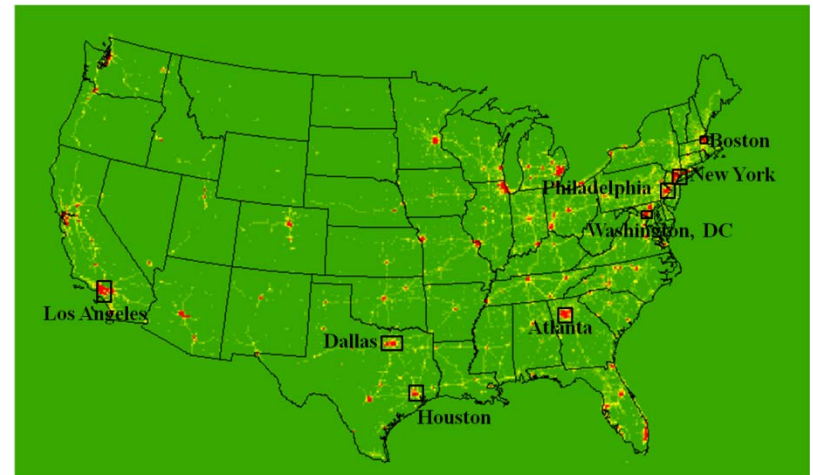 Boston
New York
Philadelphia
Washington, DC
Los Angeles
Atlanta
Dallas
Houston